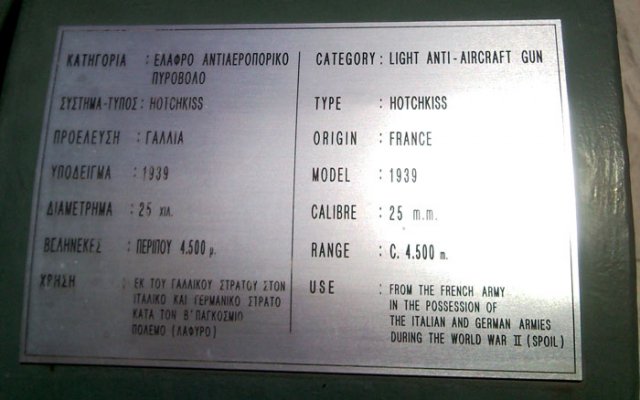 ΚΑΤΗΓΟΡΙΑ : ΕΛΑΦΡΟ ΑΝΤΙΑΕΡΟΠΟΡΙΚΟ
ΠΥΡΟΒΟΛΟ
ΣΥΣΤΗΜΑ-ΤΥΠΟΣ: HOTCHKISS
ΠΡΟΕΛΕΥΣΗ : ΓΑΛΛΙΑ
ΥΠΟΔΕΙΓΜΑ : 1939
ΔΙΑΜΕΤΡΗΜΑ : 25 ΧΙΛ.
ΒΕΛΗΝΕΚΕΣ : ΠΕΡΙΠΟΥ 4.500 μ.
ΧΡΗΣΗ : ΕΚ ΤΟΥ ΓΑΛΛΙΚΟΥ ΣΤΡΑΤΟΥ ΣΤΟΝ
ΙΤΑΛΙΚΟ ΚΑΙ ΓΕΡΜΑΝΙΚΟ ΣΤΡΑΤΟ
ΚΑΤΑ ΤΟΝ Β' ΠΑΓΚΟΣΜΙΟ
ΠΟΛΕΜΟ (ΛΑΦΥΡΟ)
CATEGORY : LIGHT ANTI-AIRCRAFT GUN
TYPE : HOTCHKISS
ORIGIN : FRANCE
MODEL : 1939
CALIBRE : 25 m.m.
RANGE : C. 4.500 m.
USE : FROM THE FRENCH ARMY
IN THE POSSESSION OF
THE ITALIAN AND GERMAN ARMIES
DURING THE WORLD WAR II (SPOIL)